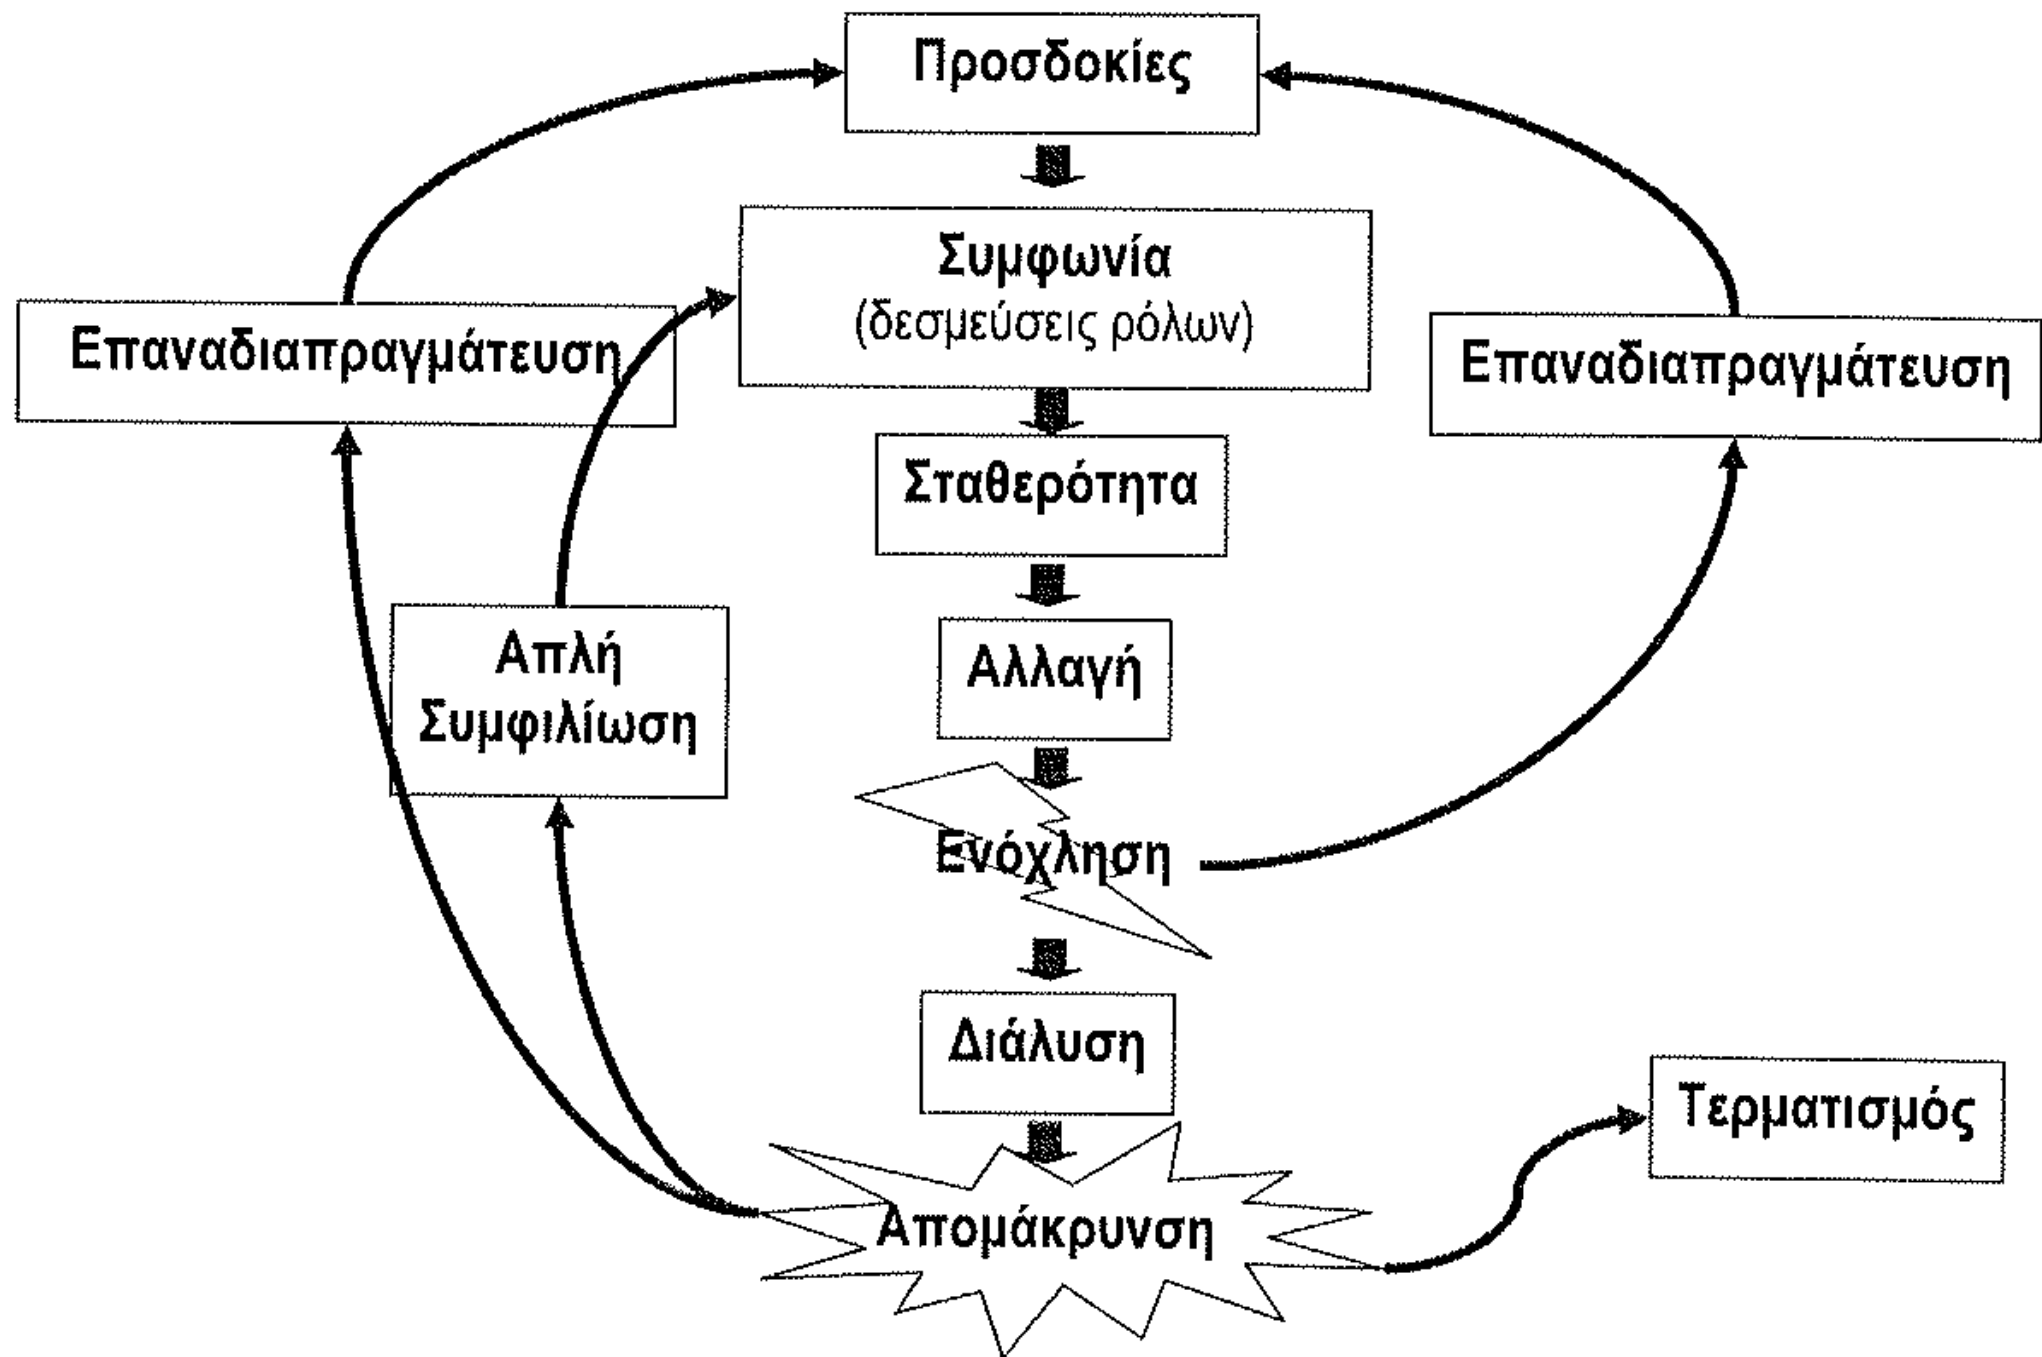 Προσδοκίες
Συμφωνία
(δεσμεύσεις ρόλων)
Επαναδιαπραγμάτευση
Επαναδιαπραγμάτευση
Σταθερότητα
Απλή
Συμφιλίωση
Αλλαγή
Ενόχληση
Διάλυση
Τερματισμός
Απομάκρυνση